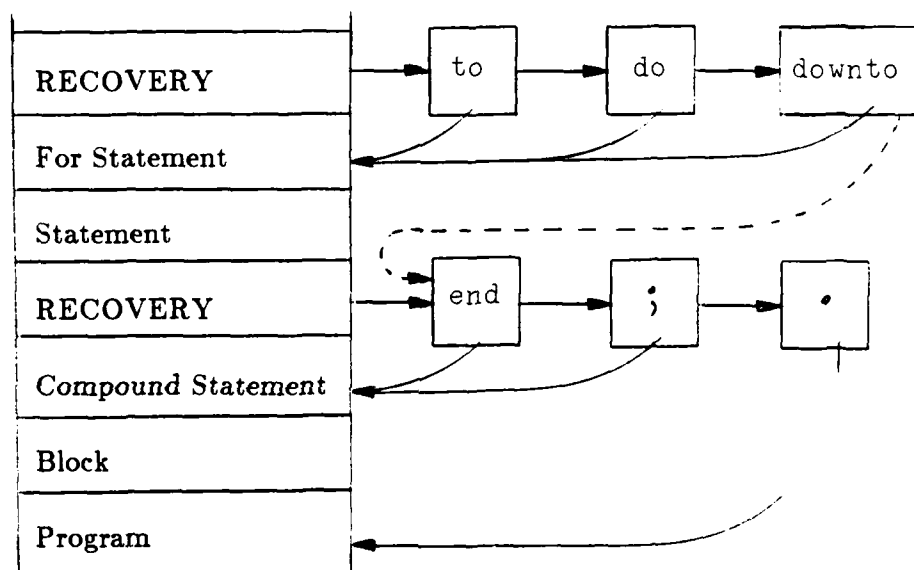 RECOVERY to do downto
For Statement
Statement
RECOVERY end ; .
Compound Statement
Block
Program